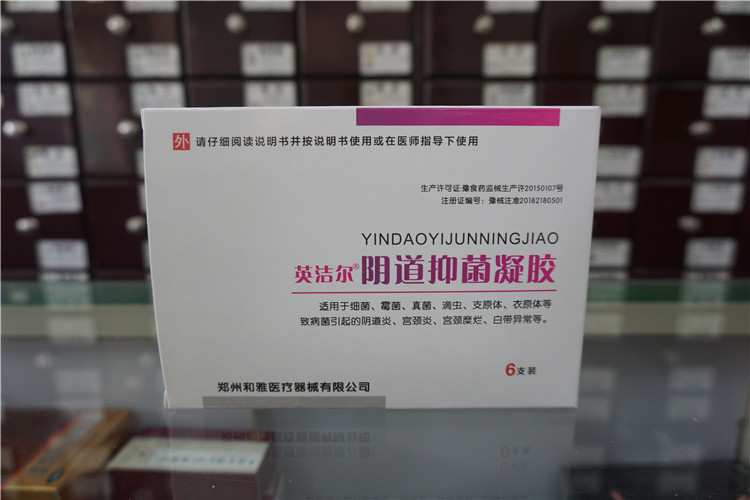 外 请仔细阅读说明书并按说明书使用或在医师指导下使用
生产许可证:豫食药监械生产许20150107号
注册证编号：豫械注准20182180501
YINDAOYIJUNNINGJIAO
英洁尔® 阴道抑菌凝胶
适用于细菌、霉菌、真菌、滴虫、支原体、衣原体等
致病菌引起的阴道炎、宫颈炎、宫颈糜烂、白带异常等。
6支装
郑州和雅医疗器械有限公司